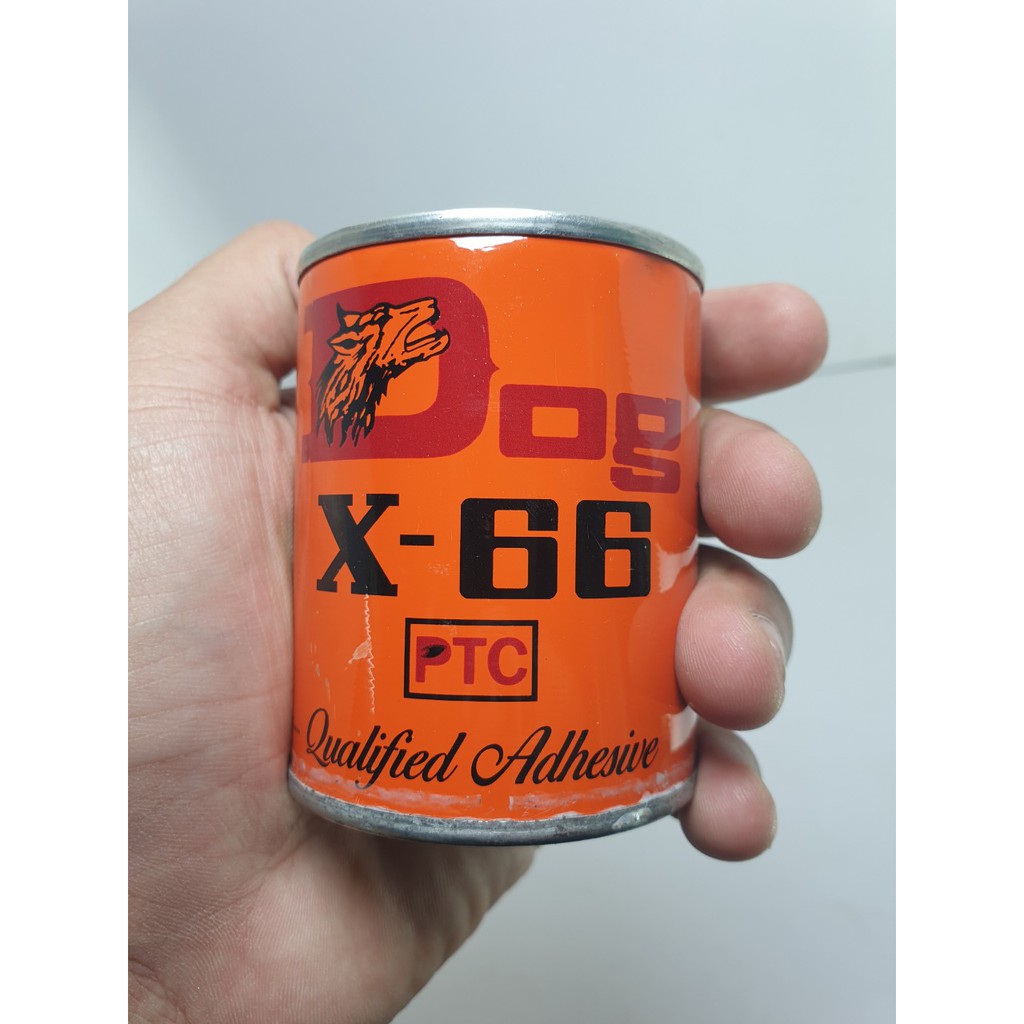 Dog
X-66
PTC
Qualified Adhesive